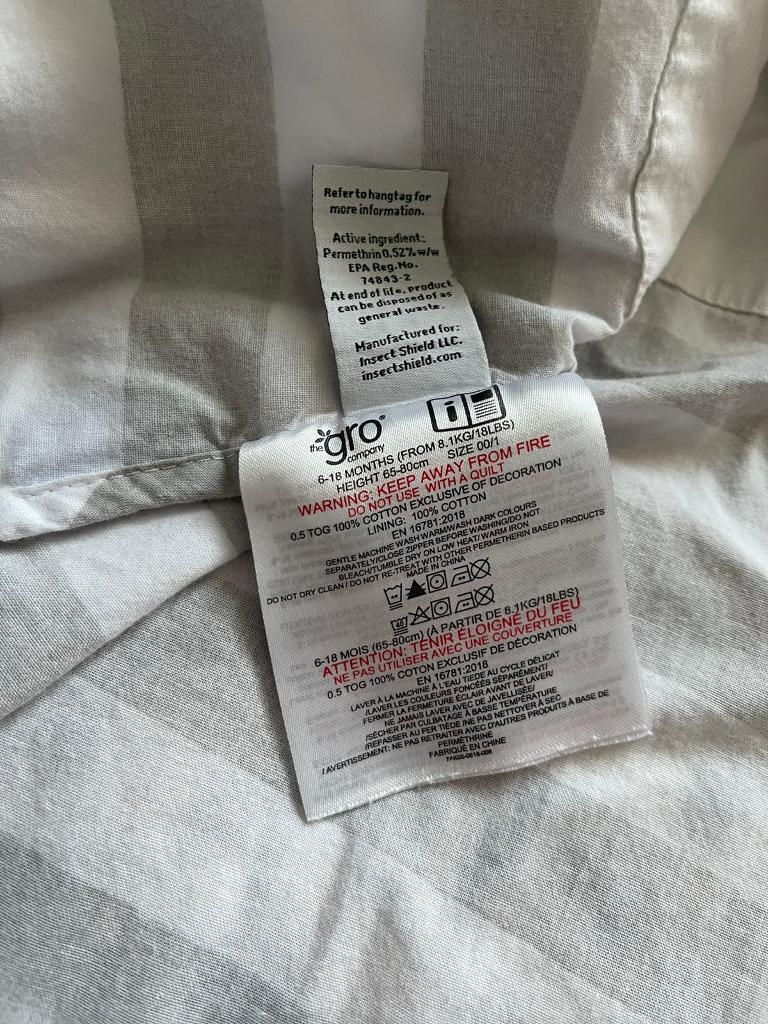 Refer to hangtag for
more information.
Active ingredient:
Permethrin 0.52% w/w
EPA Reg.No.
74843-2
At end of life, product
can be disposed of as
general waste.
Manufactured for:
Insect Shield LLC.
insectshield.com
the gro company
6-18 MONTHS (FROM 8.1KG/18LBS)
HEIGHT 65-80cm SIZE 00/1
WARNING: KEEP AWAY FROM FIRE
DO NOT USE WITH A QUILT
0.5 TOG 100% COTTON EXCLUSIVE OF DECORATION
LINING: 100% COTTON
EN 16781:2018
GENTLE MACHINE WASH WARM/WASH DARK COLOURS
SEPARATELY/CLOSE ZIPPER BEFORE WASHING/DO NOT
BLEACH/TUMBLE DRY ON LOW HEAT/ WARM IRON
DO NOT DRY CLEAN / DO NOT RE-TREAT WITH OTHER PERMETHERIN BASED PRODUCTS
MADE IN CHINA
40
6-18 MOIS (65-80cm) (À PARTIR DE 8.1KG/18LBS)
ATTENTION: TENIR ÉLOIGNÉ DU FEU
NE PAS UTILISER AVEC UNE COUVERTURE
0.5 TOG 100% COTON EXCLUSIF DE DÉCORATION
EN 16781:2018
LAVER À LA MACHINE À L'EAU TIEDE AU CYCLE DÉLICAT
/LAVER LES COULEURS FONCÉES SÉPARÉMENT/
FERMER LA FERMETURE ÉCLAIR AVANT DE LAVER/
NE JAMAIS LAVER AVEC DE JAVELLISÉE/
/SÉCHER PAR CULBATAGE À BASSE TEMPÉRATURE
/REPASSER AU FER TIÉDE /NE PAS NETTOYER À SEC
/ AVERTISSEMENT: NE PAS RETRAITER AVEC D'AUTRES PRODUITS À BASE DE
PERMÉTHRINE
FABRIQUÉ EN CHINE